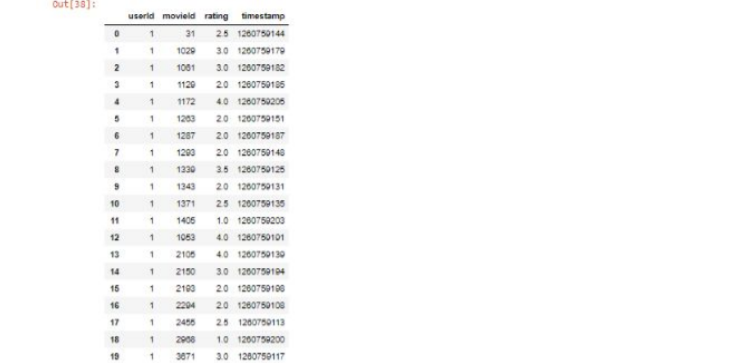 Out[38]:
userId movieId rating timestamp
0 1 31 2.5 1260759144
1 1 1029 3.0 1260759179
2 1 1061 3.0 1260759182
3 1 1129 2.0 1260759185
4 1 1172 4.0 1260759205
5 1 1263 2.0 1260759151
6 1 1287 2.0 1260759187
7 1 1293 2.0 1260759148
8 1 1339 3.5 1260759125
9 1 1343 2.0 1260759131
10 1 1371 2.5 1260759135
11 1 1405 1.0 1260759203
12 1 1953 4.0 1260759191
13 1 2105 4.0 1260759139
14 1 2150 3.0 1260759194
15 1 2193 2.0 1260759198
16 1 2294 2.0 1260759108
17 1 2455 2.5 1260759113
18 1 2968 1.0 1260759200
19 1 3671 3.0 1260759117